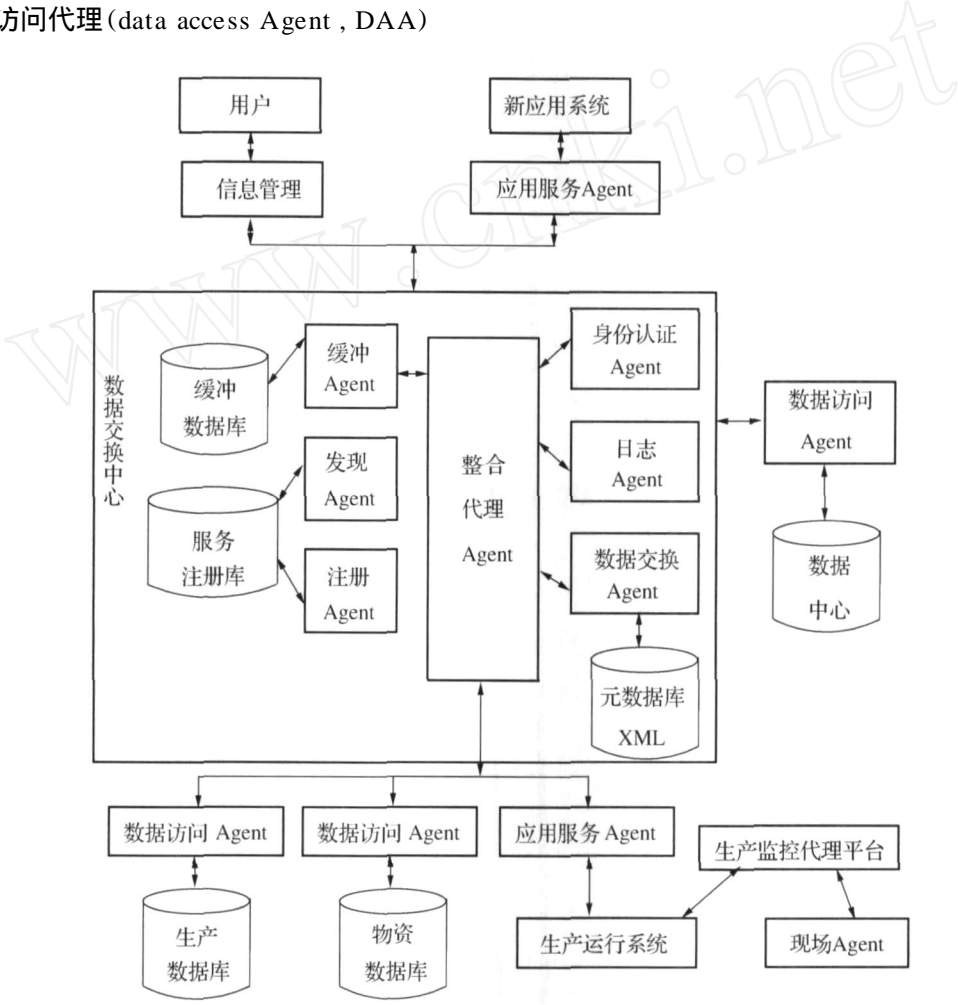 访问代理(data access Agent , DAA)
用户
新应用系统
信息管理
应用服务Agent
www.cnki.net
数据交换中心
缓冲
数据库
缓冲
Agent
发现
Agent
服务
注册库
注册
Agent
整合
代理
Agent
身份认证
Agent
日志
Agent
数据交换
Agent
元数据库
XML
数据访问
Agent
数据
中心
数据访问 Agent
数据访问 Agent
应用服务 Agent
生产监控代理平台
生产
数据库
物资
数据库
生产运行系统
现场Agent